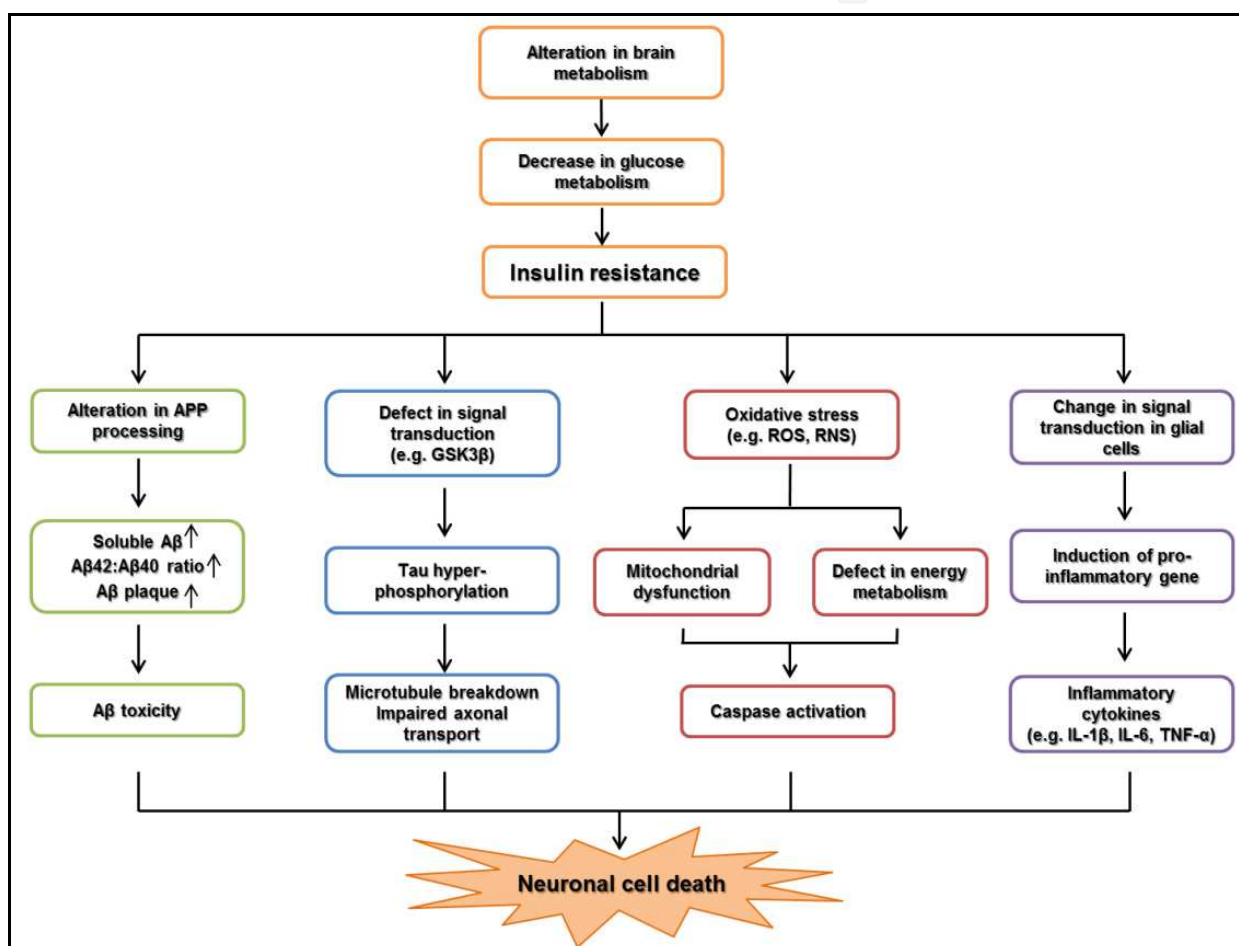 Alteration in brain
metabolism
Decrease in glucose
metabolism
Insulin resistance
Alteration in APP
processing
Soluble Aβ↑
Aβ42:Aβ40 ratio↑
Aβ plaque ↑
Aβ toxicity
Defect in signal
transduction
(e.g. GSK3β)
Tau hyper-
phosphorylation
Microtubule breakdown
Impaired axonal
transport
Oxidative stress
(e.g. ROS, RNS)
Mitochondrial
dysfunction
Defect in energy
metabolism
Caspase activation
Change in signal
transduction in glial
cells
Induction of pro-
inflammatory gene
Inflammatory
cytokines
(e.g. IL-1β, IL-6, TNF-α)
Neuronal cell death